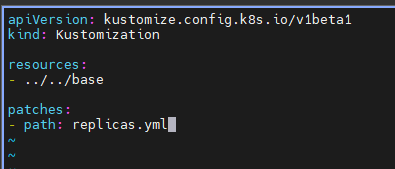 apiVersion: kustomize.config.k8s.io/v1beta1
kind: Kustomization

resources:
- ../../base

patches:
- path: replicas.yml
~
~